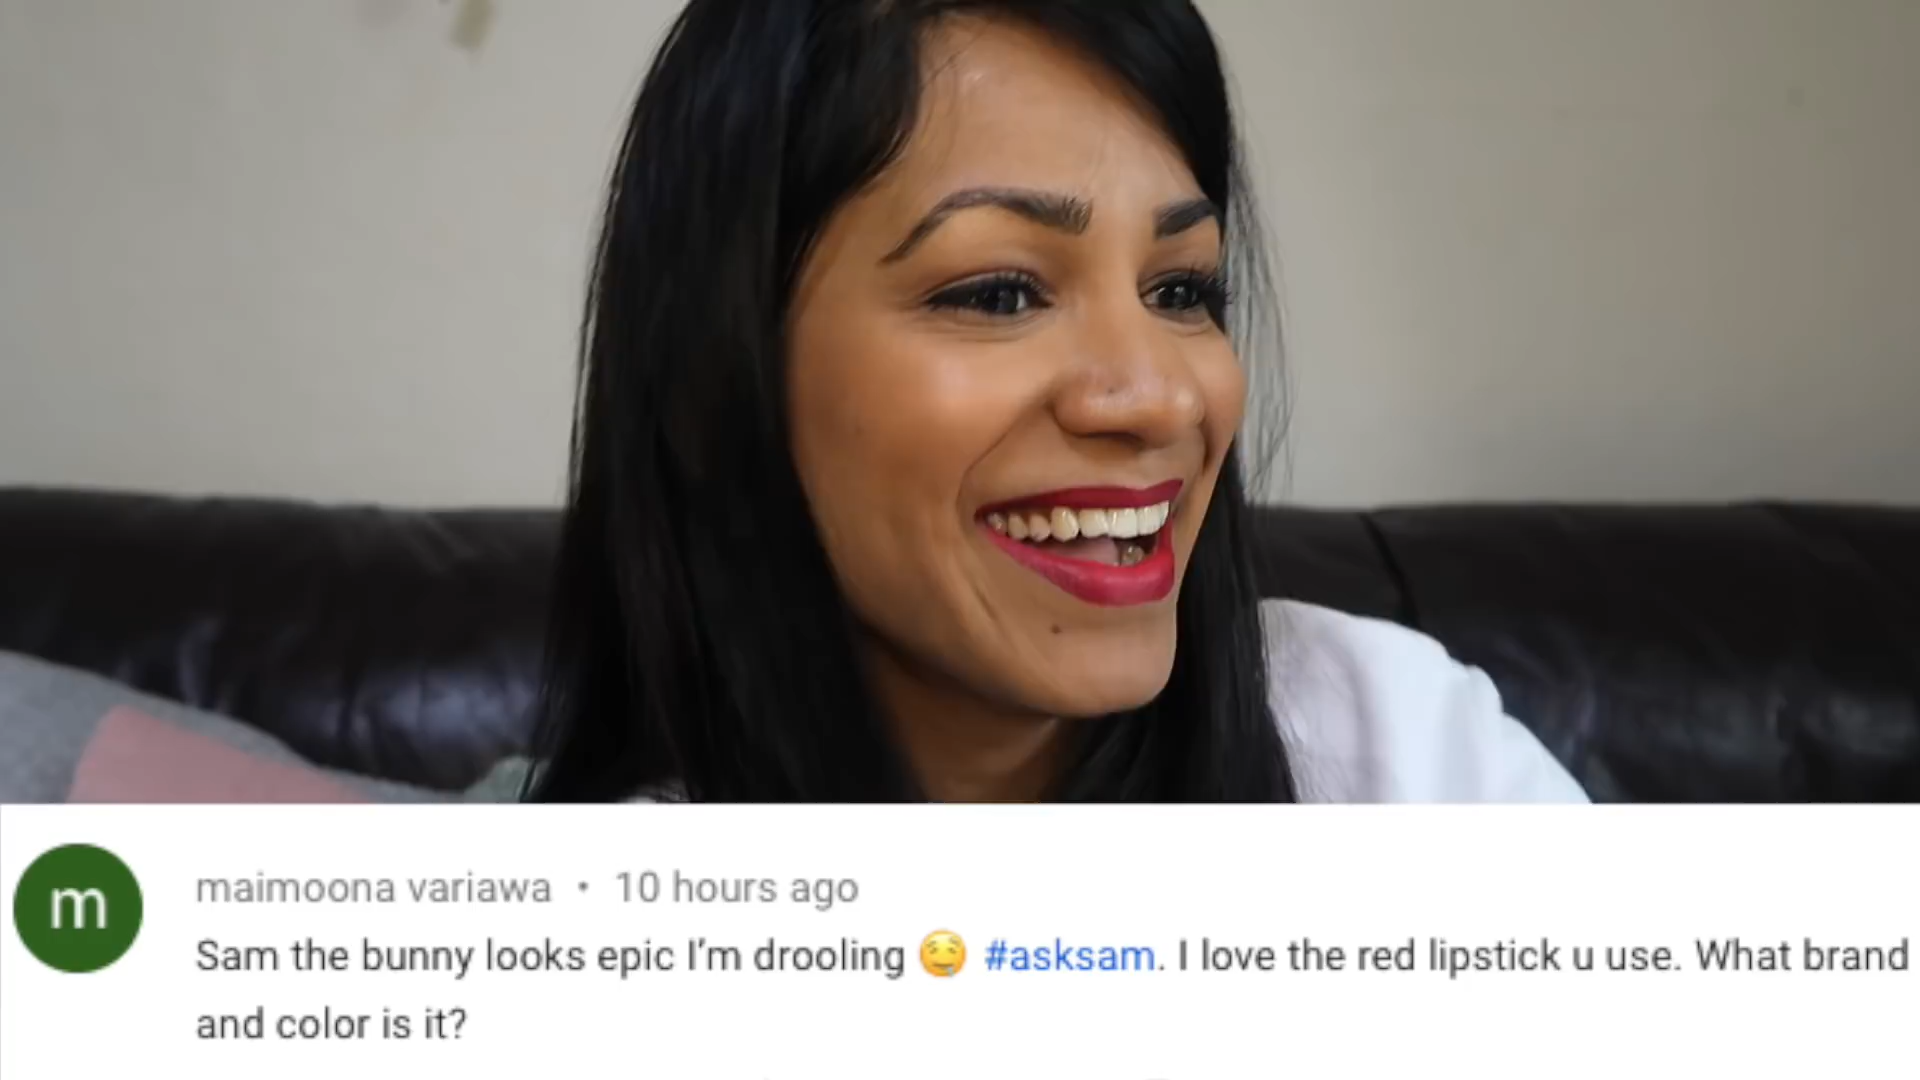 m
maimoona variawa • 10 hours ago
Sam the bunny looks epic I’m drooling 🤤 #asksam. I love the red lipstick u use. What brand
and color is it?